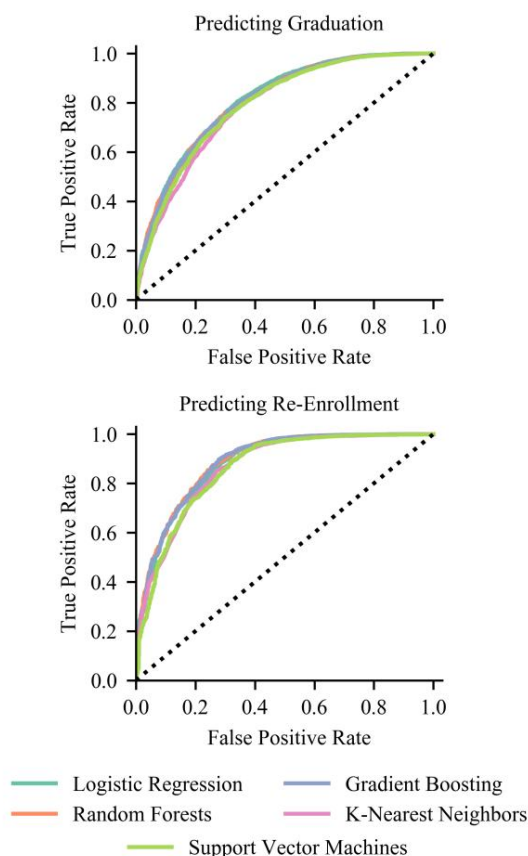 Predicting Graduation
1.0
0.8
0.6
0.4
0.2
0.0
True Positive Rate
0.0 0.2 0.4 0.6 0.8 1.0
False Positive Rate
Predicting Re-Enrollment
1.0
0.8
0.6
0.4
0.2
0.0
True Positive Rate
0.0 0.2 0.4 0.6 0.8 1.0
False Positive Rate
Logistic Regression Gradient Boosting
Random Forests K-Nearest Neighbors
Support Vector Machines